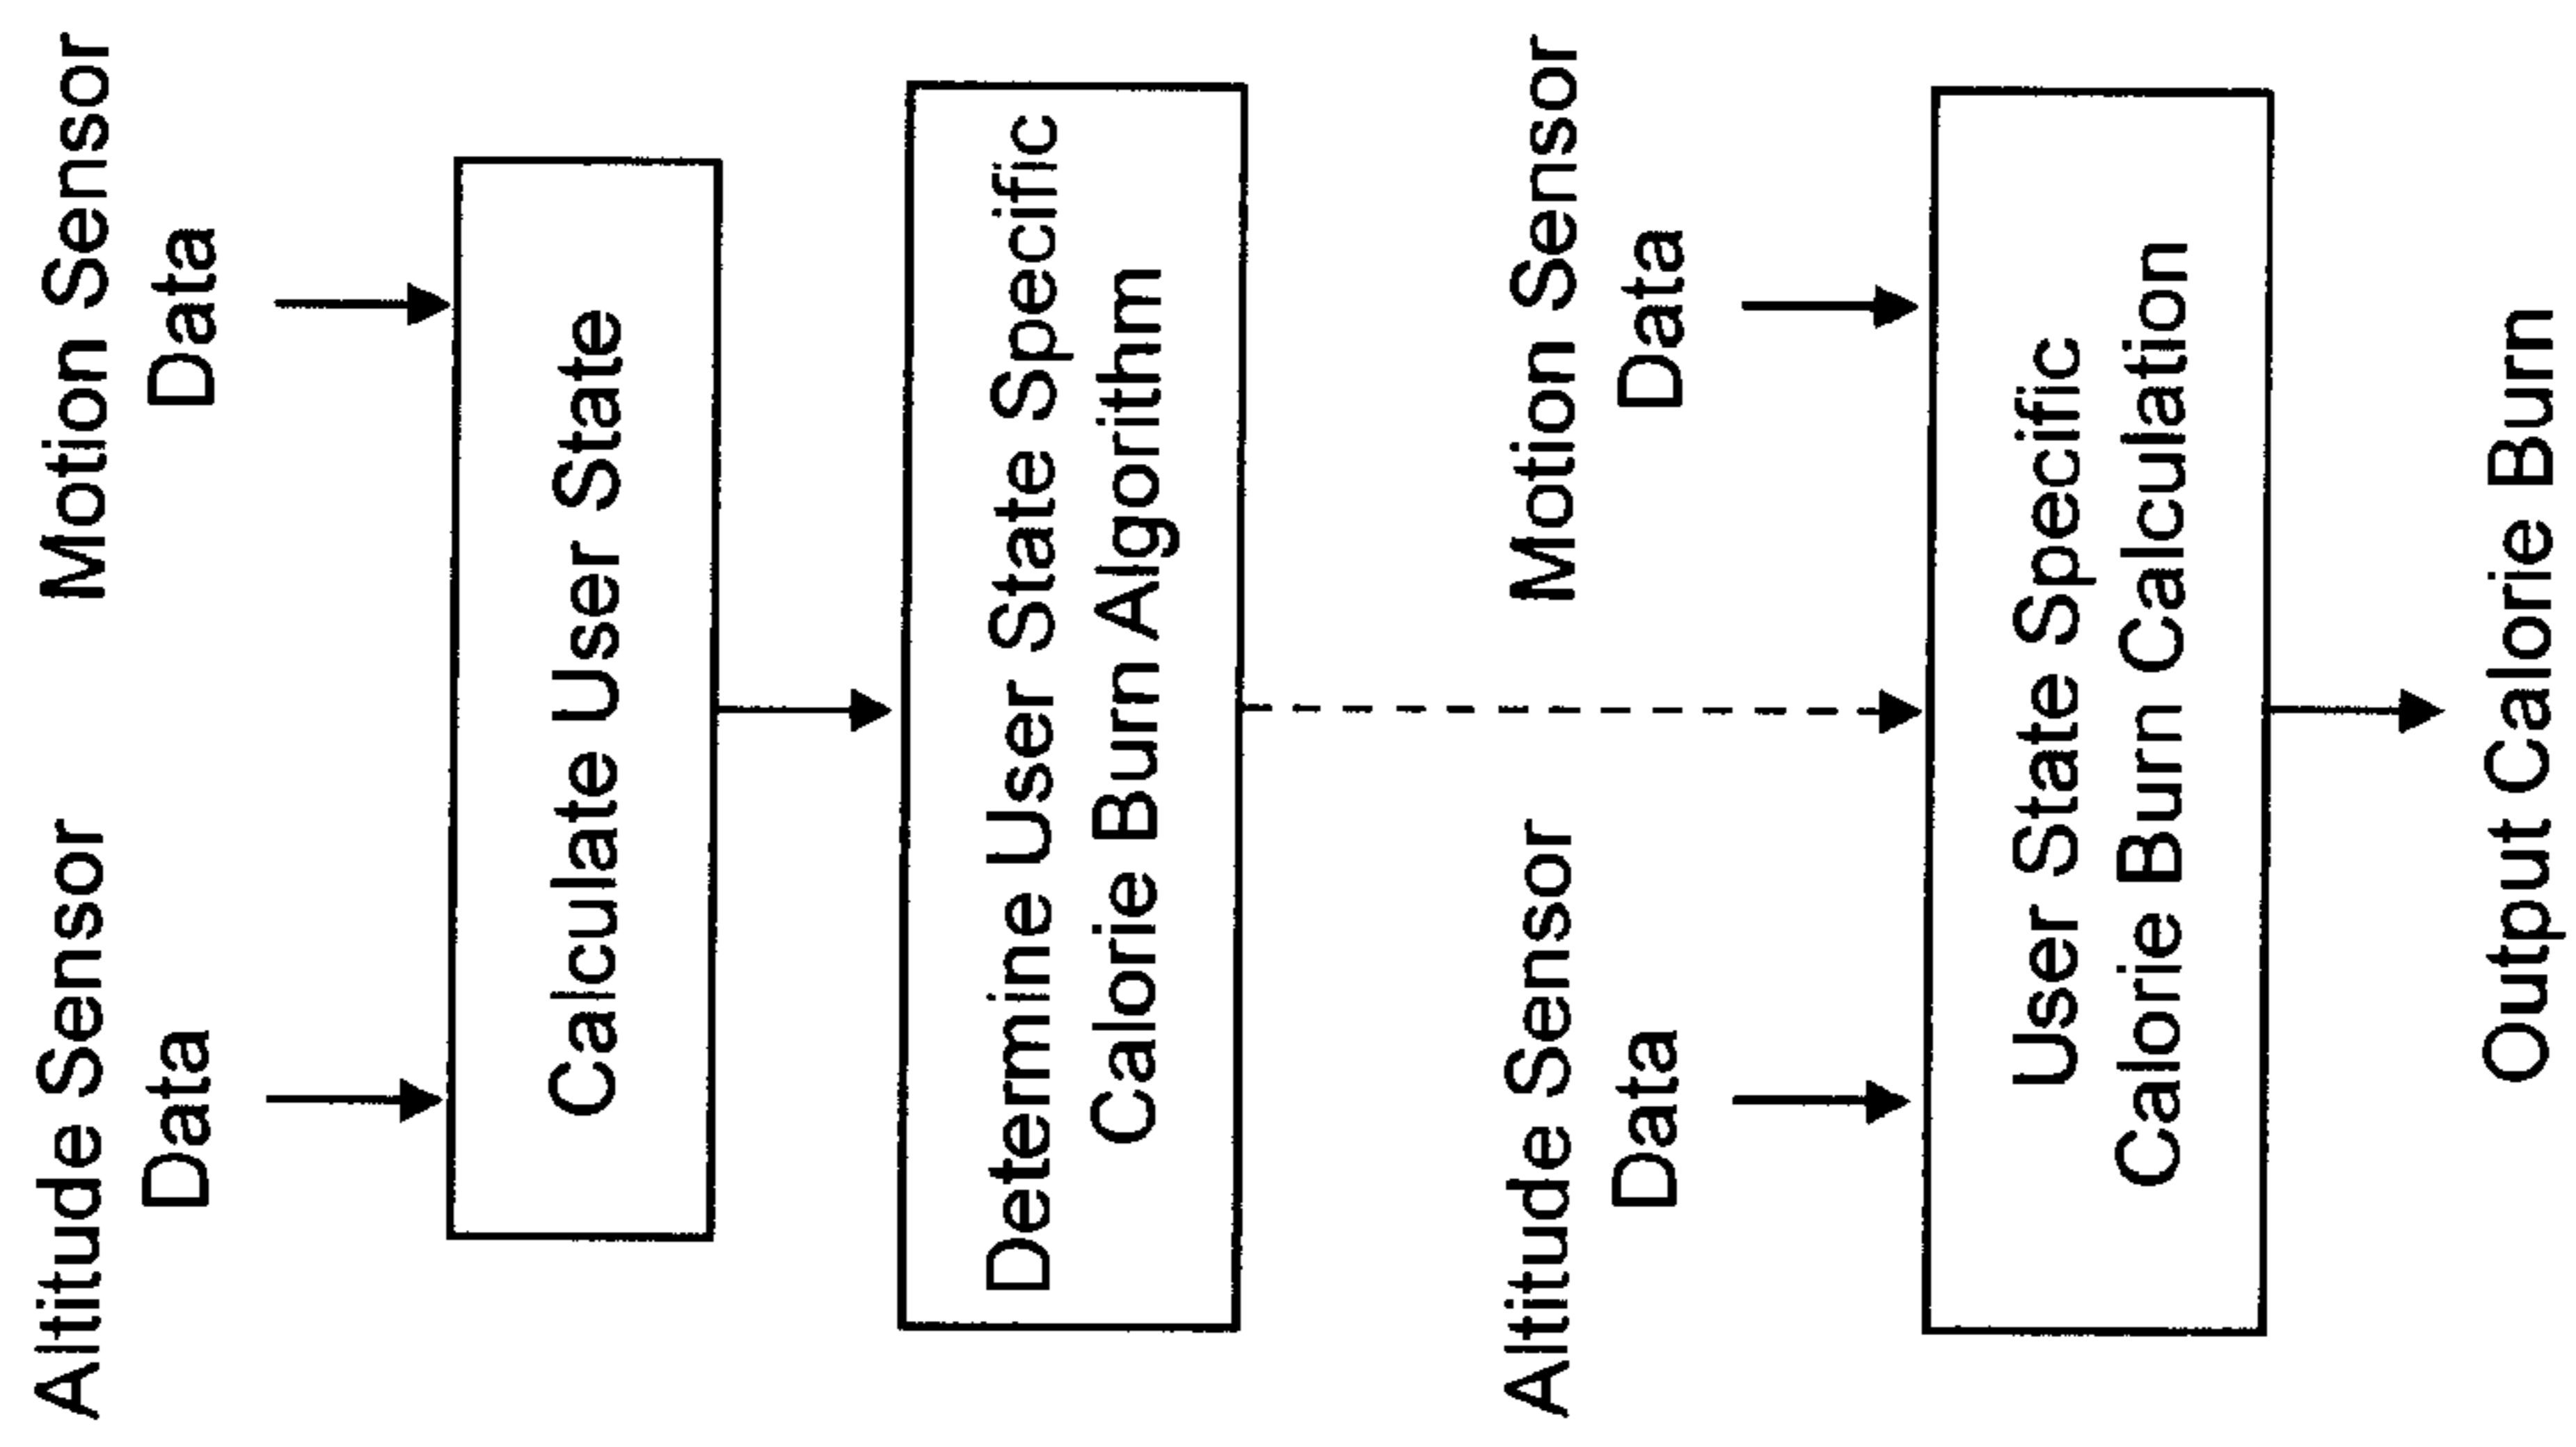 Altitude Sensor
Data
Motion Sensor
Data
Calculate User State
Determine User State Specific
Calorie Burn Algorithm
Altitude Sensor
Data
Motion Sensor
Data
User State Specific
Calorie Burn Calculation
Output Calorie Burn